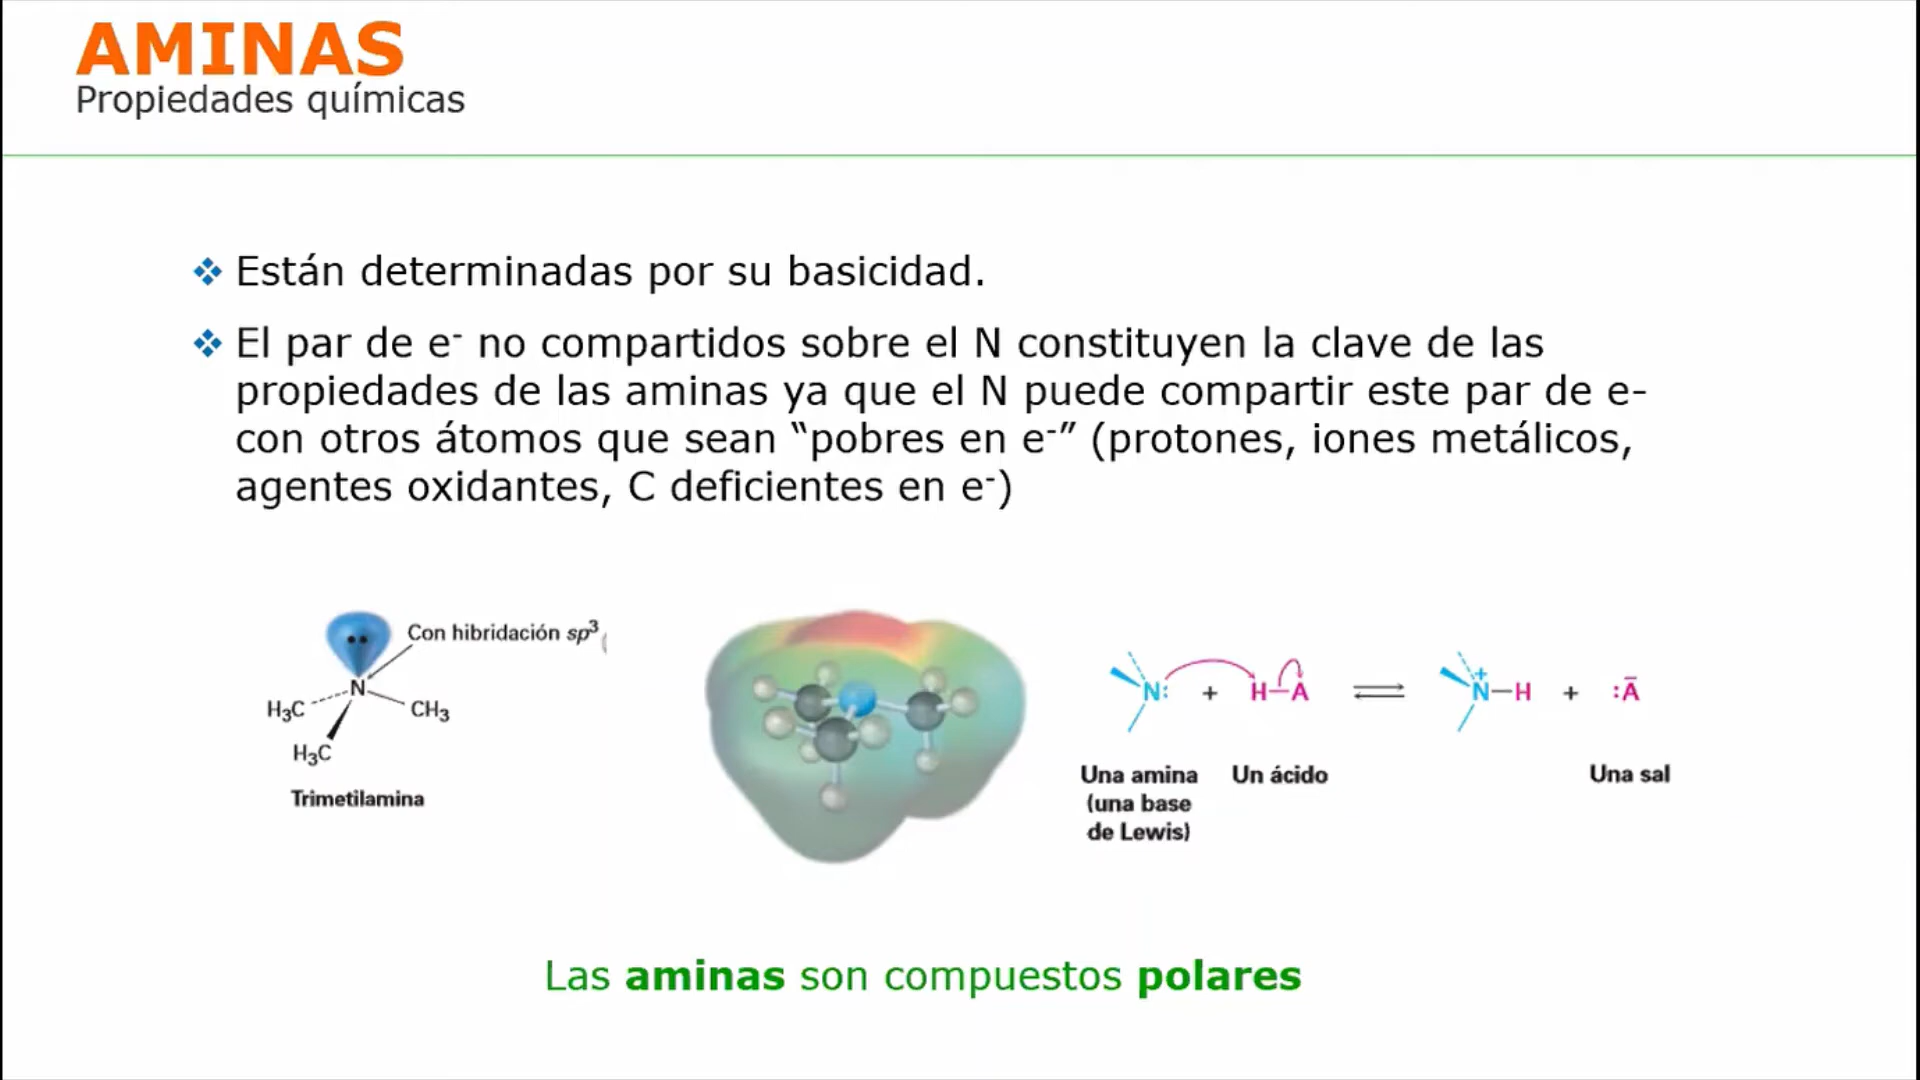 AMINAS
Propiedades químicas
❖ Están determinadas por su basicidad.
❖ El par de e⁻ no compartidos sobre el N constituyen la clave de las
propiedades de las aminas ya que el N puede compartir este par de e-
con otros átomos que sean “pobres en e⁻” (protones, iones metálicos,
agentes oxidantes, C deficientes en e⁻)
Con hibridación sp³ (
N
H₃C CH₃
H₃C
Trimetilamina
N: + H—A ⇌ N⁺—H + :Ā
Una amina Un ácido Una sal
(una base
de Lewis)
Las aminas son compuestos polares